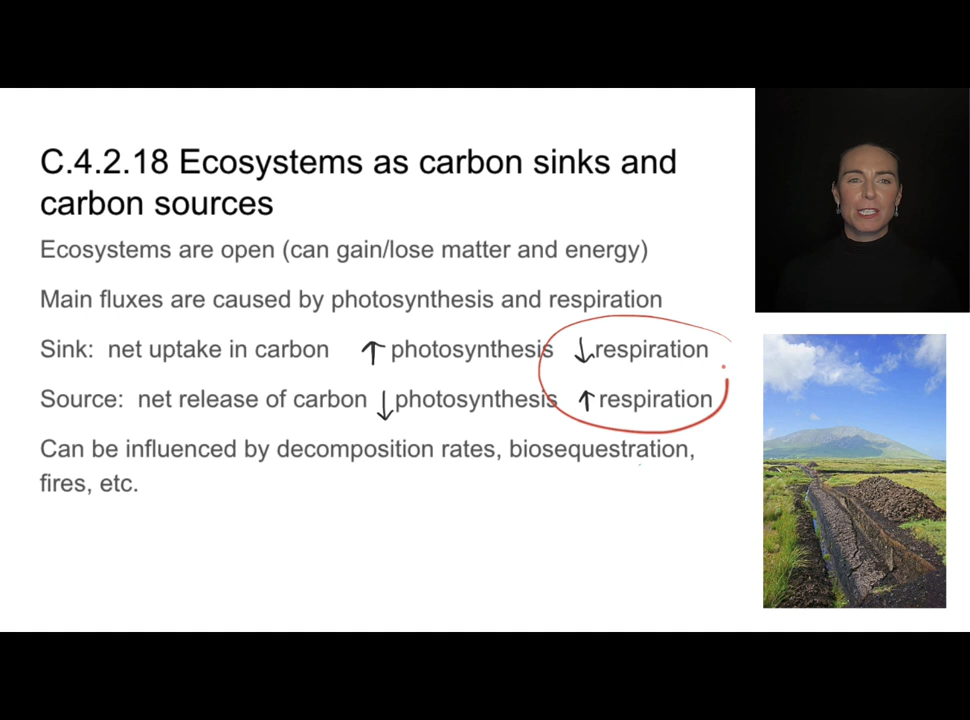 C.4.2.18 Ecosystems as carbon sinks and
carbon sources
Ecosystems are open (can gain/lose matter and energy)
Main fluxes are caused by photosynthesis and respiration
Sink: net uptake in carbon ↑ photosynthesis ↓ respiration
Source: net release of carbon ↓ photosynthesis ↑ respiration
Can be influenced by decomposition rates, biosequestration,
fires, etc.